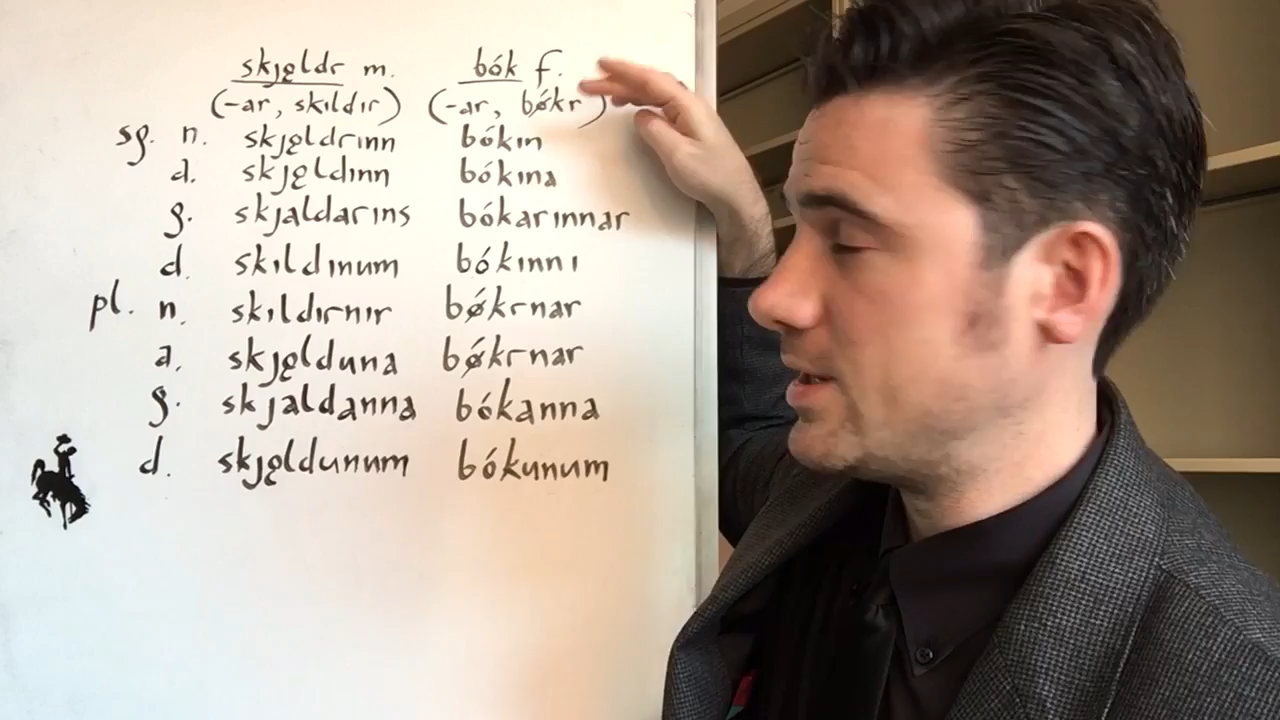 skjǫldr m. bók f.
(-ar, skildir) (-ar, bǿkr)
sg. n. skjǫldrinn bókin
a. skjǫldinn bókina
g. skjaldarins bókarinnar
d. skildinum bókinni
pl. n. skildirnir bǿkrnar
a. skjǫlduna bǿkrnar
g. skjaldanna bókanna
d. skjǫldunum bókunum